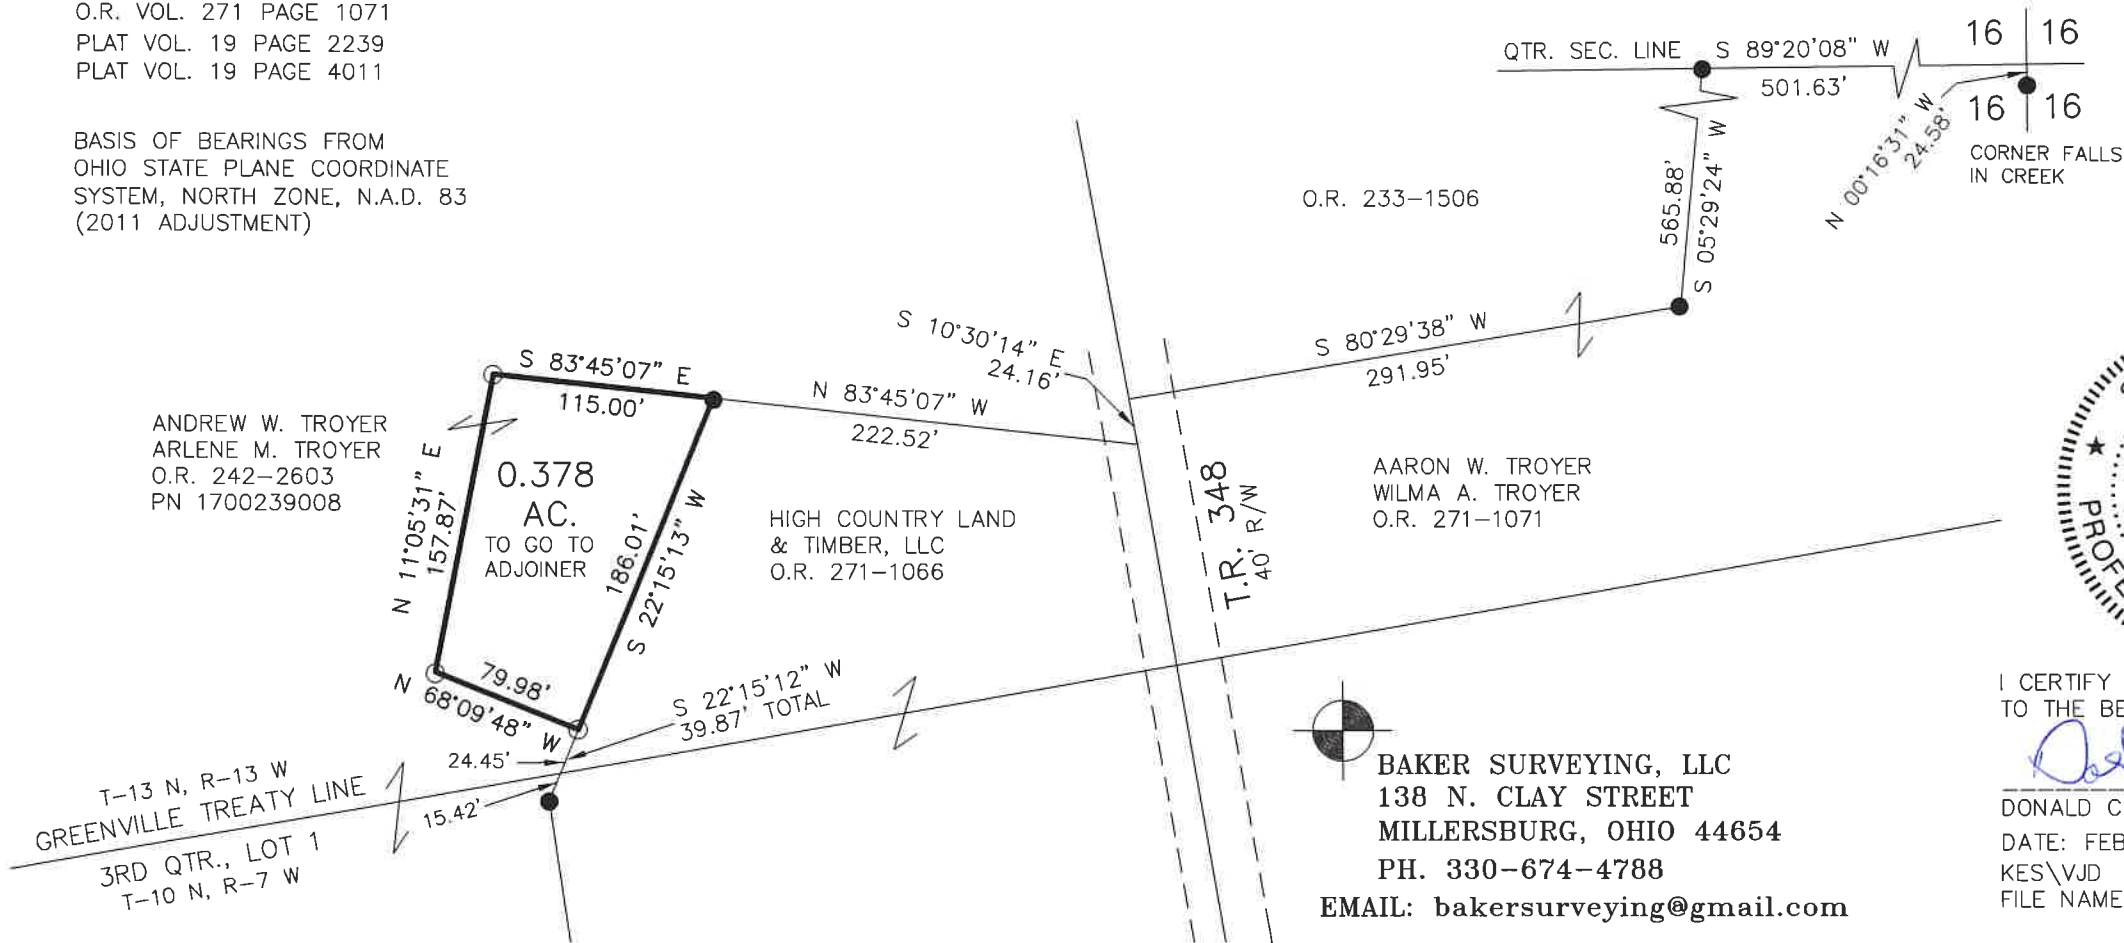 O.R. VOL. 271 PAGE 1071
PLAT VOL. 19 PAGE 2239
PLAT VOL. 19 PAGE 4011
BASIS OF BEARINGS FROM
OHIO STATE PLANE COORDINATE
SYSTEM, NORTH ZONE, N.A.D. 83
(2011 ADJUSTMENT)
QTR. SEC. LINE
S 89°20'08" W
501.63'
16 16
16 16
N 00°16'31" W
24.58'
CORNER FALLS
IN CREEK
565.88'
S 05°29'24" W
O.R. 233-1506
S 80°29'38" W
291.95'
S 10°30'14" E
24.16'
S 83°45'07" E
115.00'
N 83°45'07" W
222.52'
ANDREW W. TROYER
ARLENE M. TROYER
O.R. 242-2603
PN 1700239008
N 11°05'31" E
157.87'
0.378
AC.
TO GO TO
ADJOINER
186.01'
S 22°15'13" W
HIGH COUNTRY LAND
& TIMBER, LLC
O.R. 271-1066
T.R. 348
40' R/W
AARON W. TROYER
WILMA A. TROYER
O.R. 271-1071
79.98'
N 68°09'48" W
S 22°15'12" W
39.87' TOTAL
24.45'
15.42'
T-13 N, R-13 W
GREENVILLE TREATY LINE
3RD QTR., LOT 1
T-10 N, R-7 W
BAKER SURVEYING, LLC
138 N. CLAY STREET
MILLERSBURG, OHIO 44654
PH. 330-674-4788
EMAIL: bakersurveying@gmail.com
I CERTIFY
TO THE BE
DONALD C
DATE: FEB
KES\VJD
FILE NAME